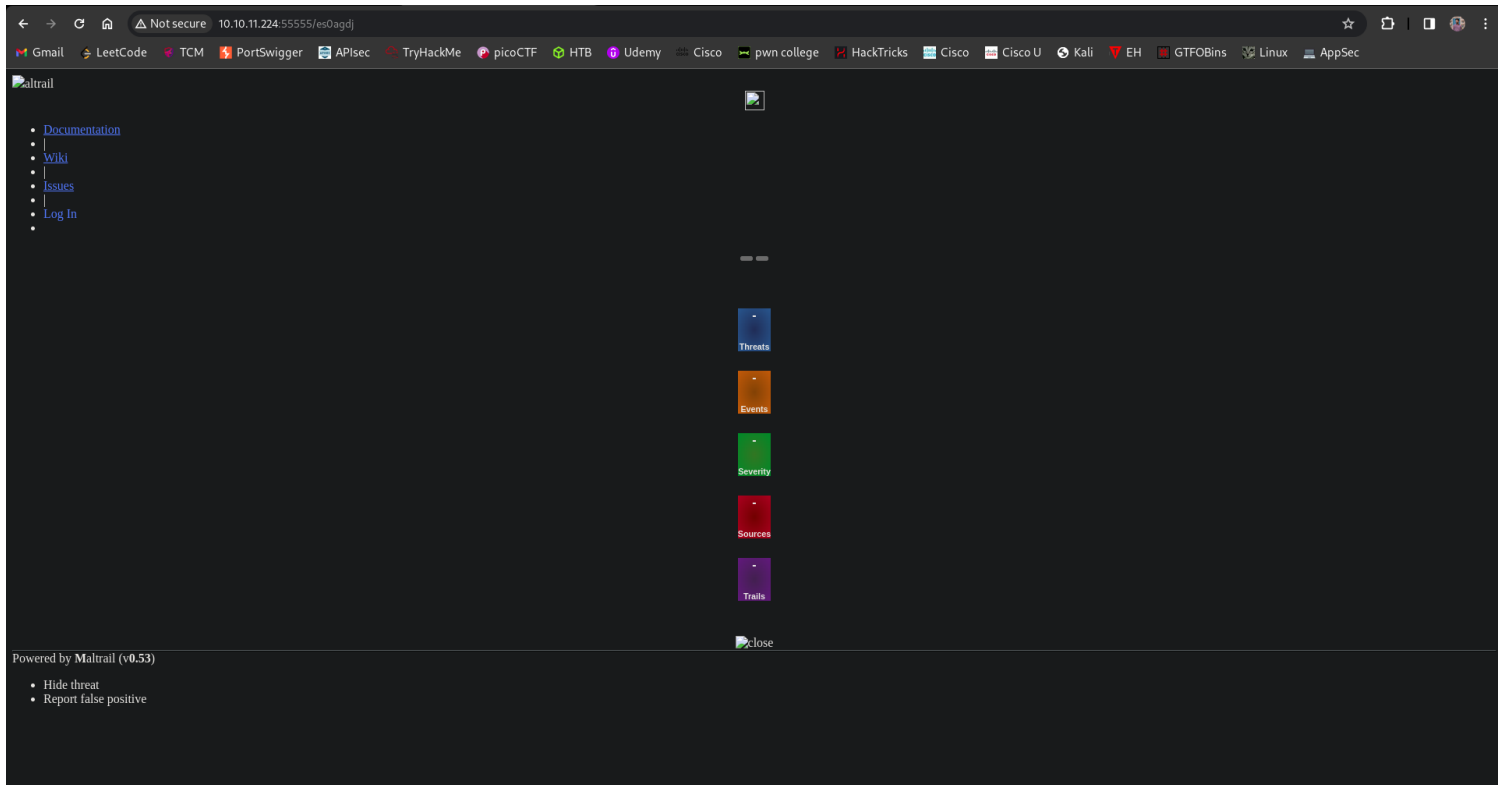 Not secure 10.10.11.224:55555/es0agdj
Gmail LeetCode TCM PortSwigger APIsec TryHackMe picoCTF HTB Udemy Cisco pwn college HackTricks Cisco Cisco U Kali EH GTFOBins Linux AppSec
altrail
Documentation
|
Wiki
|
Issues
|
Log In
-
Threats
-
Events
-
Severity
-
Sources
-
Trails
close
Powered by Maltrail (v0.53)
Hide threat
Report false positive